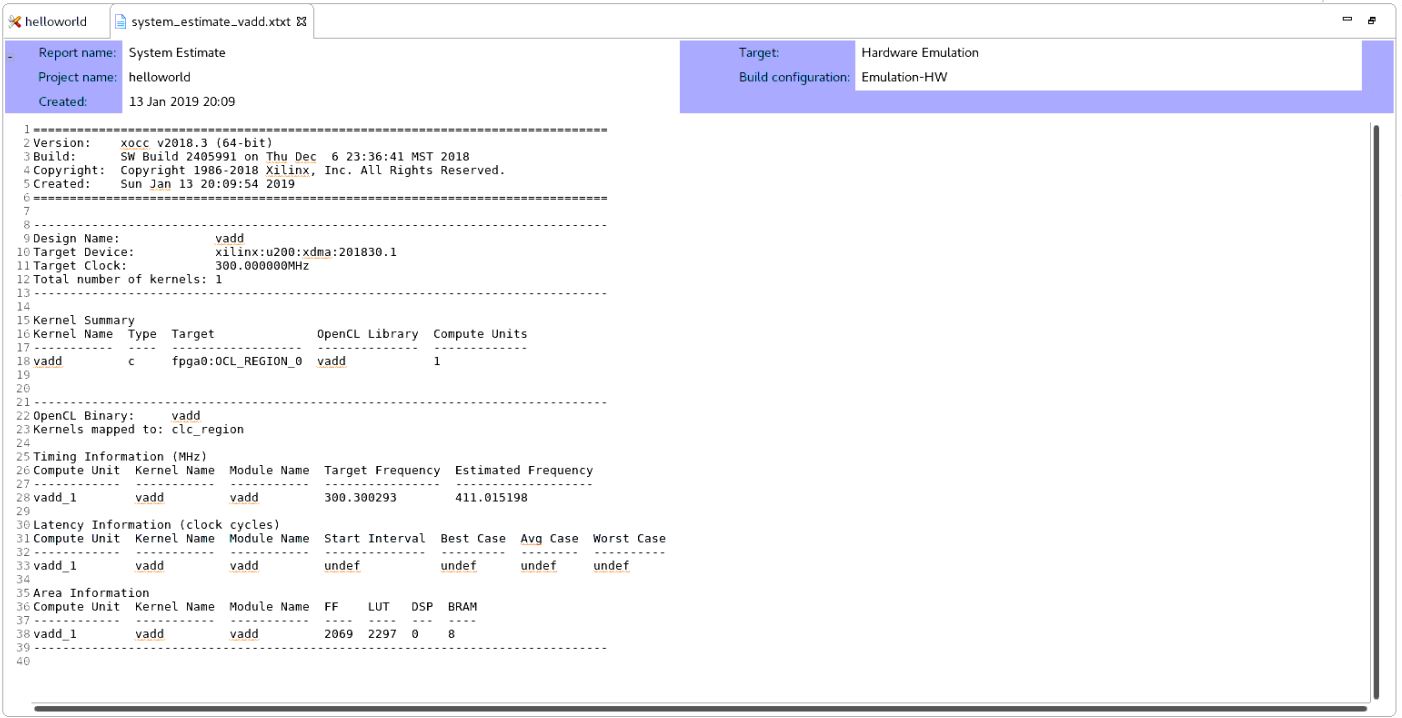 helloworld system_estimate_vadd.xtxt
Report name: System Estimate Target: Hardware Emulation
Project name: helloworld Build configuration: Emulation-HW
Created: 13 Jan 2019 20:09
1 ===============================================================================
2 Version:    xocc v2018.3 (64-bit)
3 Build:      SW Build 2405991 on Thu Dec  6 23:36:41 MST 2018
4 Copyright:  Copyright 1986-2018 Xilinx, Inc. All Rights Reserved.
5 Created:    Sun Jan 13 20:09:54 2019
6 ===============================================================================
7
8 -------------------------------------------------------------------------------
9 Design Name:             vadd
10 Target Device:           xilinx:u200:xdma:201830.1
11 Target Clock:            300.000000MHz
12 Total number of kernels: 1
13 -------------------------------------------------------------------------------
14
15 Kernel Summary
16 Kernel Name  Type  Target              OpenCL Library  Compute Units
17 -----------  ----  ------------------  --------------  -------------
18 vadd         c     fpga0:OCL_REGION_0  vadd            1
19
20
21 -------------------------------------------------------------------------------
22 OpenCL Binary:     vadd
23 Kernels mapped to: clc_region
24
25 Timing Information (MHz)
26 Compute Unit  Kernel Name  Module Name  Target Frequency  Estimated Frequency
27 ------------  -----------  -----------  ----------------  -------------------
28 vadd_1        vadd         vadd         300.300293        411.015198
29
30 Latency Information (clock cycles)
31 Compute Unit  Kernel Name  Module Name  Start Interval  Best Case  Avg Case  Worst Case
32 ------------  -----------  -----------  --------------  ---------  --------  ----------
33 vadd_1        vadd         vadd         undef           undef      undef     undef
34
35 Area Information
36 Compute Unit  Kernel Name  Module Name  FF    LUT   DSP  BRAM
37 ------------  -----------  -----------  ----  ----  ---  ----
38 vadd_1        vadd         vadd         2069  2297  0    8
39 -------------------------------------------------------------------------------
40